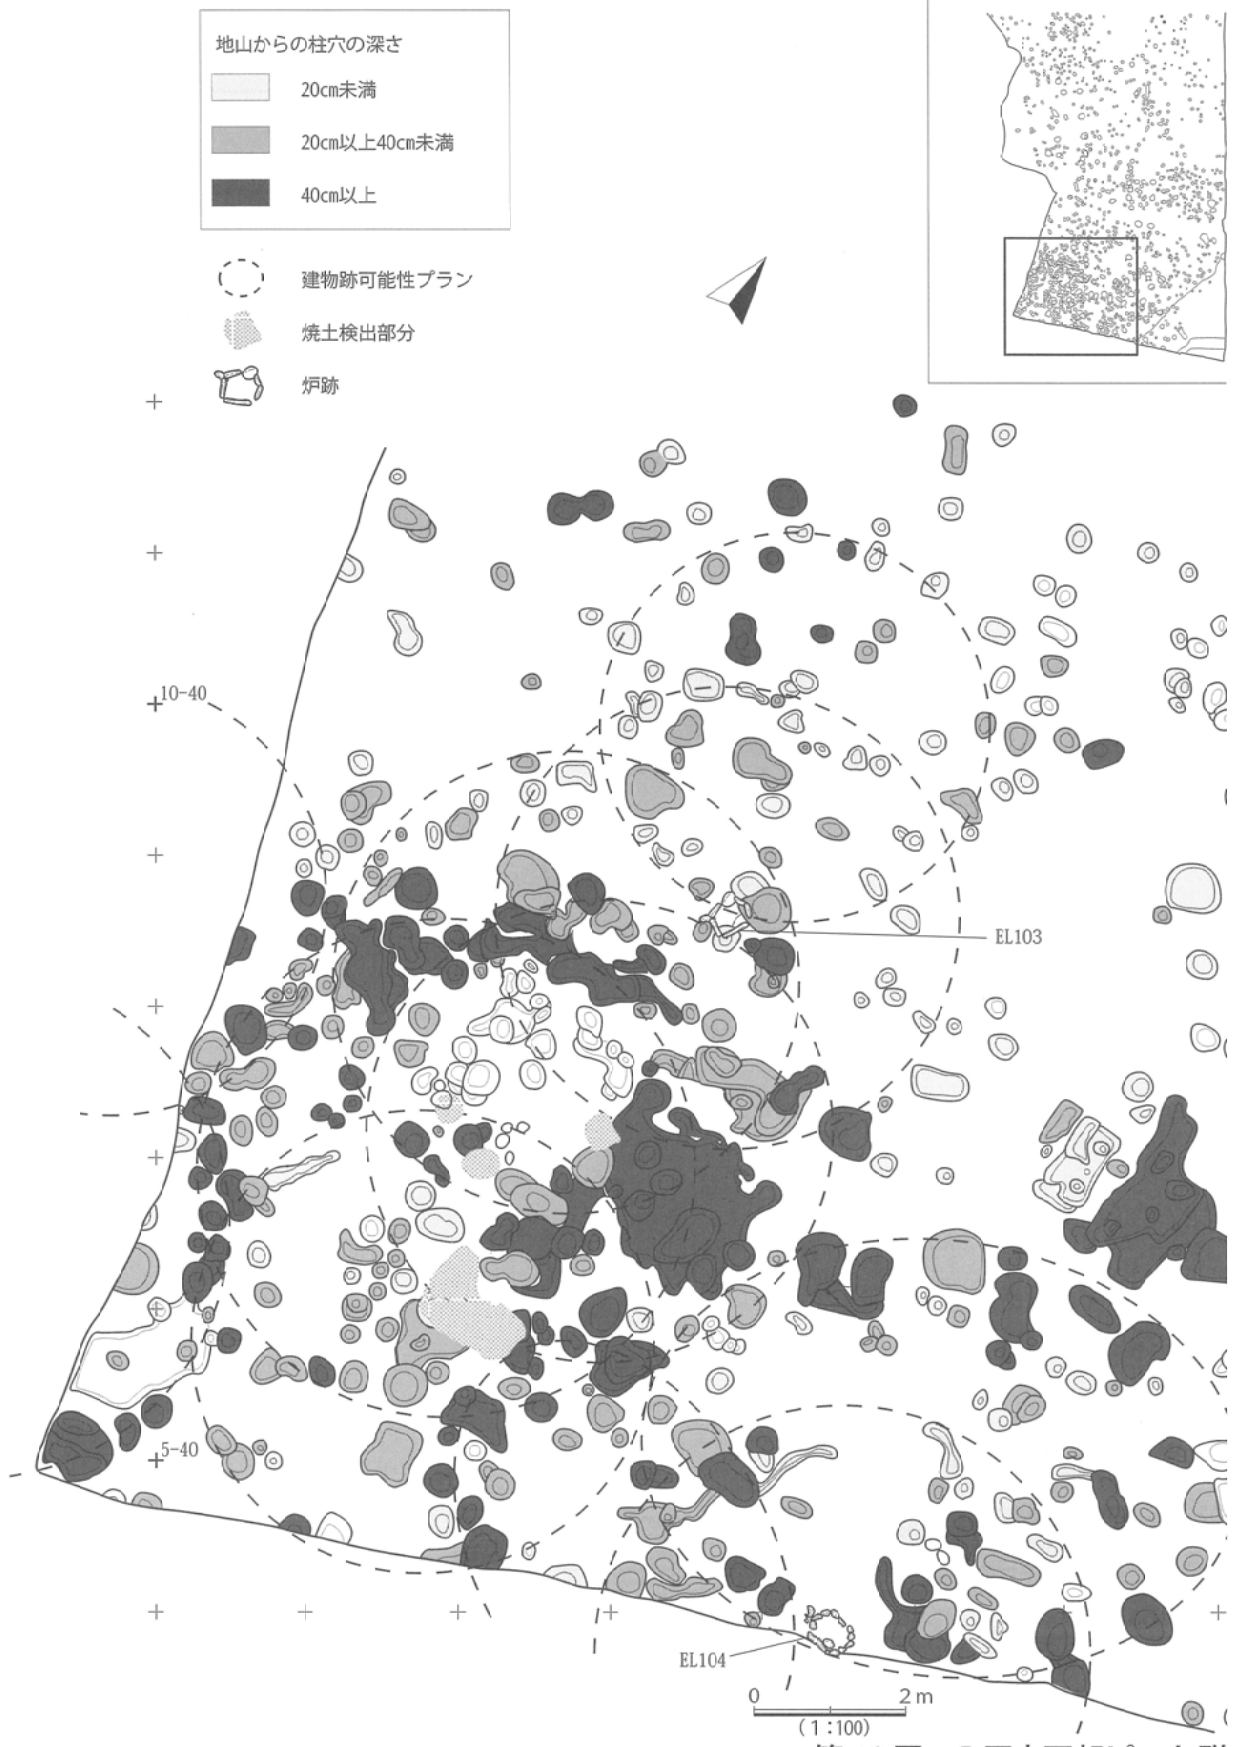 地山からの柱穴の深さ
20㎝未満
20㎝以上40㎝未満
40㎝以上
建物跡可能性プラン
焼土検出部分
炉跡
10-40
EL103
5-40
EL104
0 2m
(1:100)